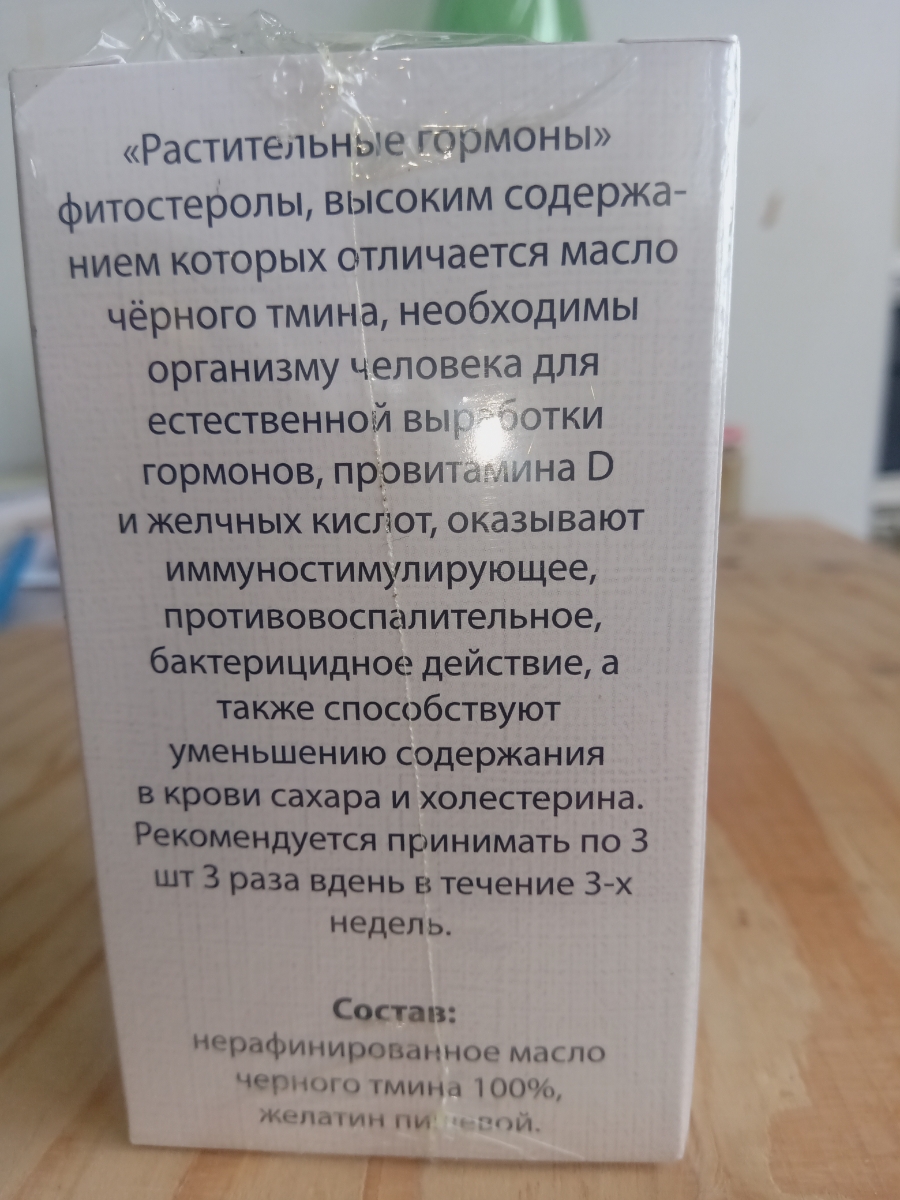 «Растительные гормоны»
фитостеролы, высоким содержа-
нием которых отличается масло
чёрного тмина, необходимы
организму человека для
естественной выработки
гормонов, провитамина D
и желчных кислот, оказывают
иммуностимулирующее,
противовоспалительное,
бактерицидное действие, а
также способствуют
уменьшению содержания
в крови сахара и холестерина.
Рекомендуется принимать по 3
шт 3 раза вдень в течение 3-х
недель.
Состав:
нерафинированное масло
черного тмина 100%,
желатин пищевой.